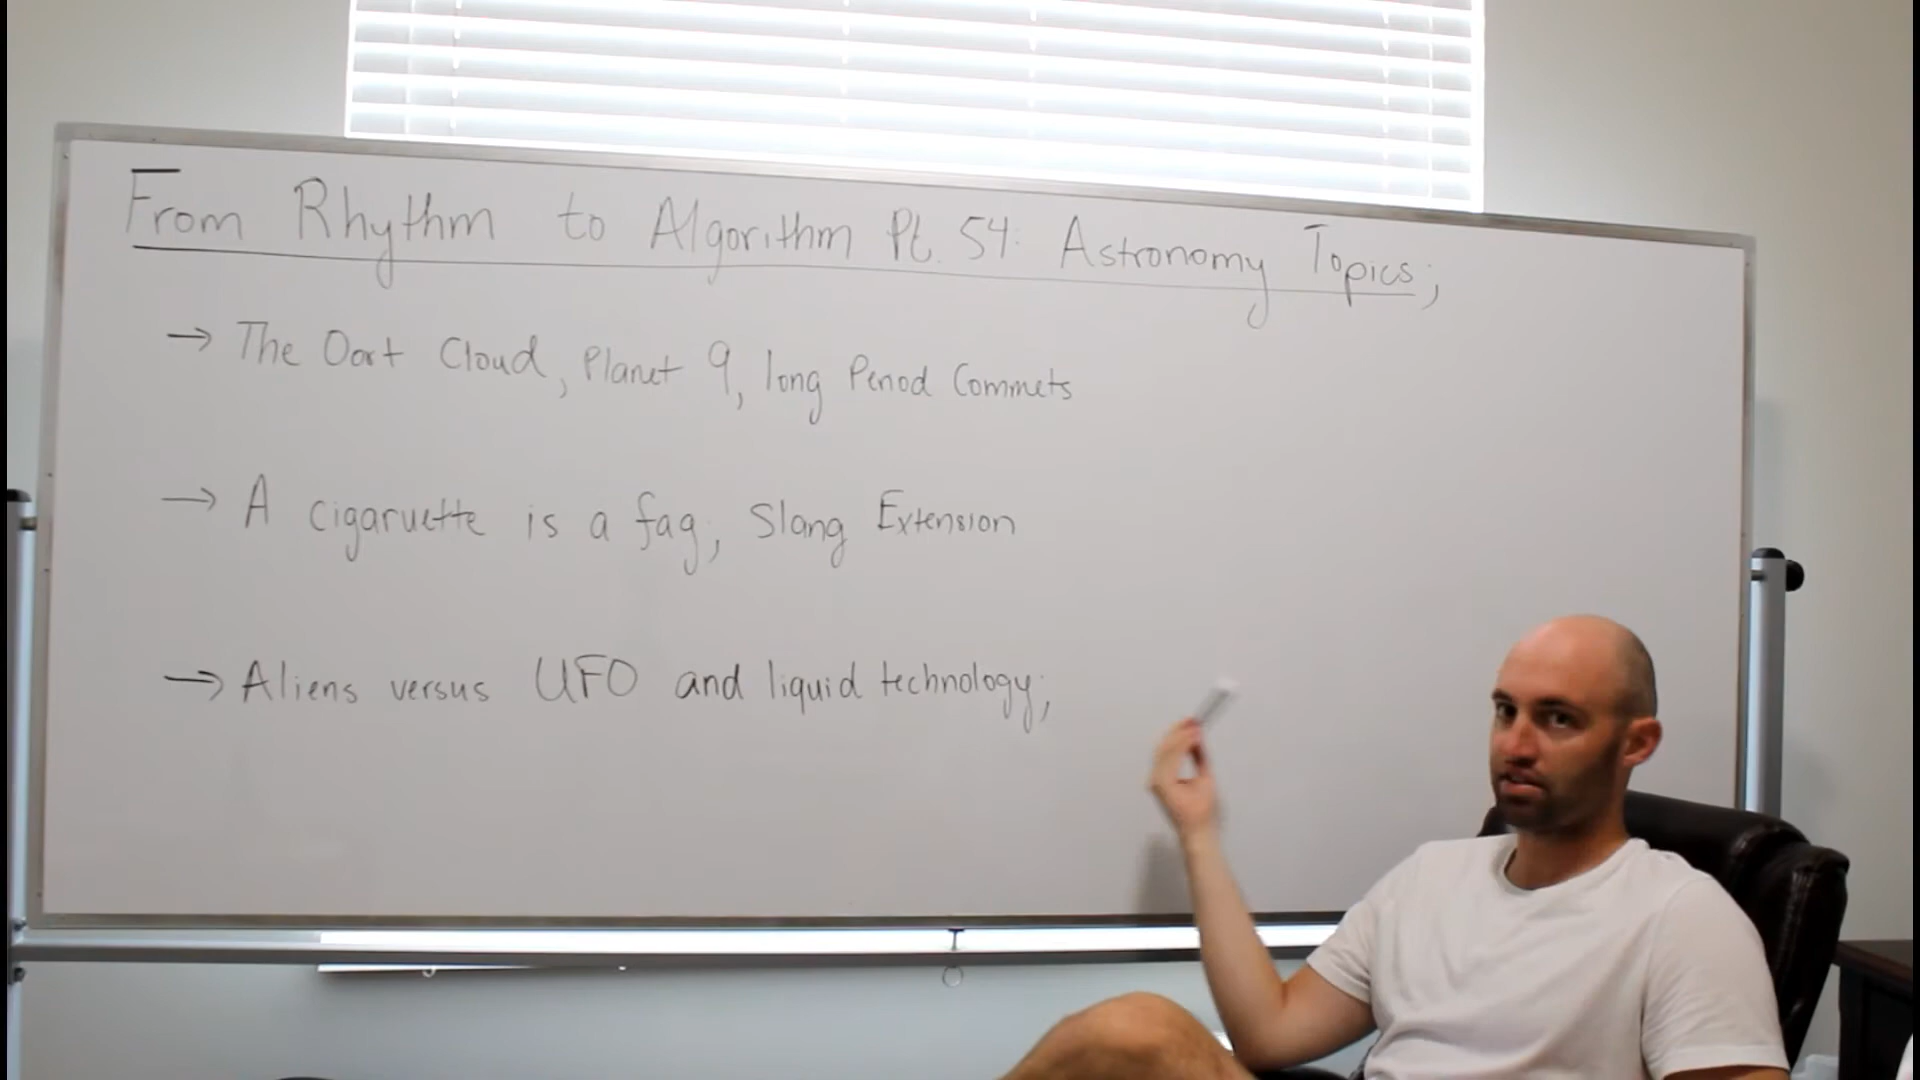 From Rhythm to Algorithm Pt. 54: Astronomy Topics;
→ The Oort Cloud, Planet 9, long Period Commets
→ A cigaruette is a fag; Slang Extension
→ Aliens versus UFO and liquid technology;